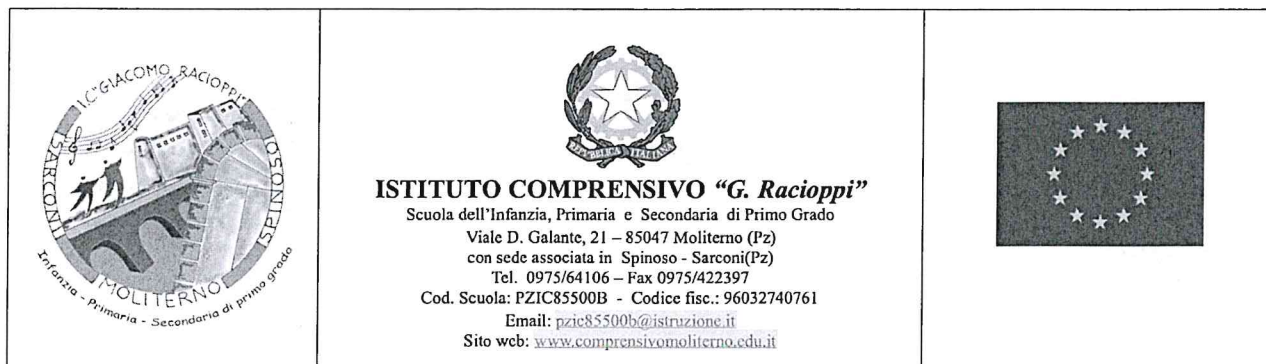 I.C. "GIACOMO RACIOPPI"
SARCONI
SPINOSO
MOLITERNO
Infanzia - Primaria - Secondaria di primo grado
REPUBBLICA ITALIANA
ISTITUTO COMPRENSIVO "G. Racioppi"
Scuola dell'Infanzia, Primaria e Secondaria di Primo Grado
Viale D. Galante, 21 – 85047 Moliterno (Pz)
con sede associata in Spinoso - Sarconi(Pz)
Tel. 0975/64106 – Fax 0975/422397
Cod. Scuola: PZIC85500B - Codice fisc.: 96032740761
Email: pzic85500b@istruzione.it
Sito web: www.comprensivomoliterno.edu.it